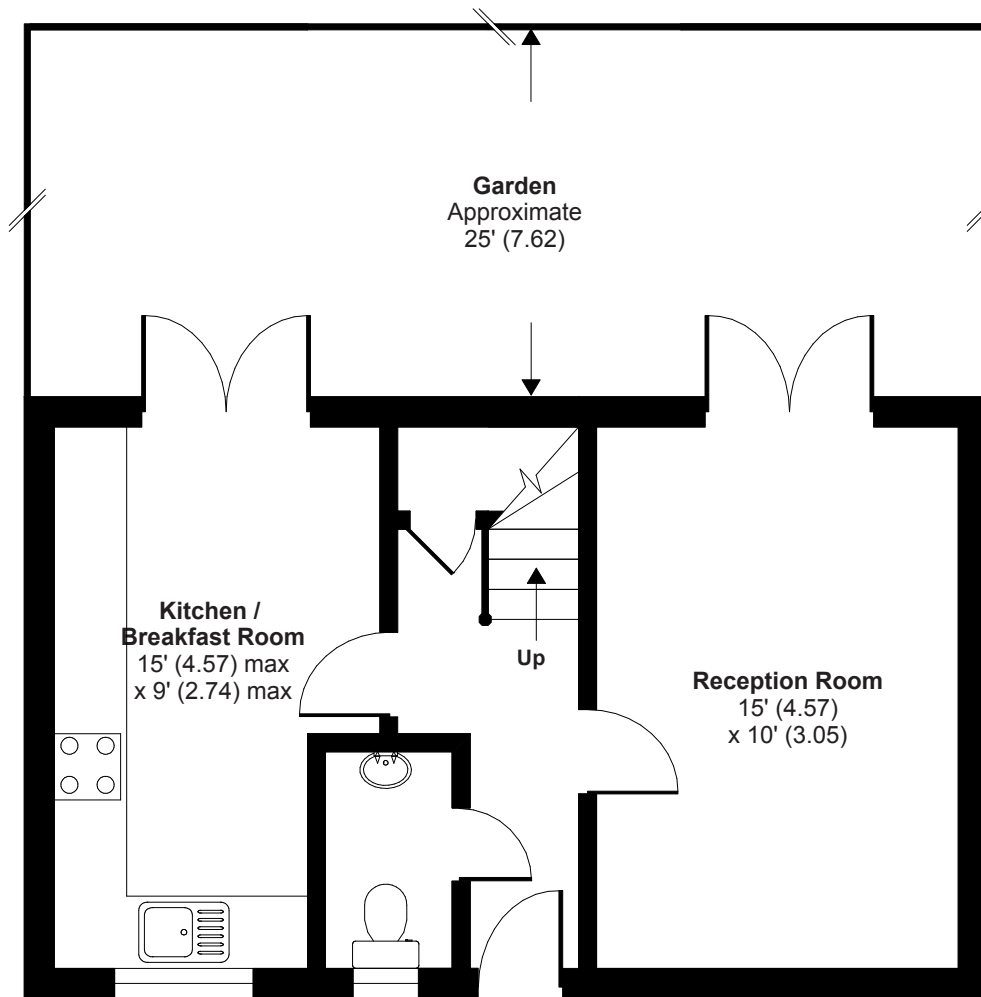 Garden
Approximate
25' (7.62)
Kitchen /
Breakfast Room
15' (4.57) max
x 9' (2.74) max
Up
Reception Room
15' (4.57)
x 10' (3.05)